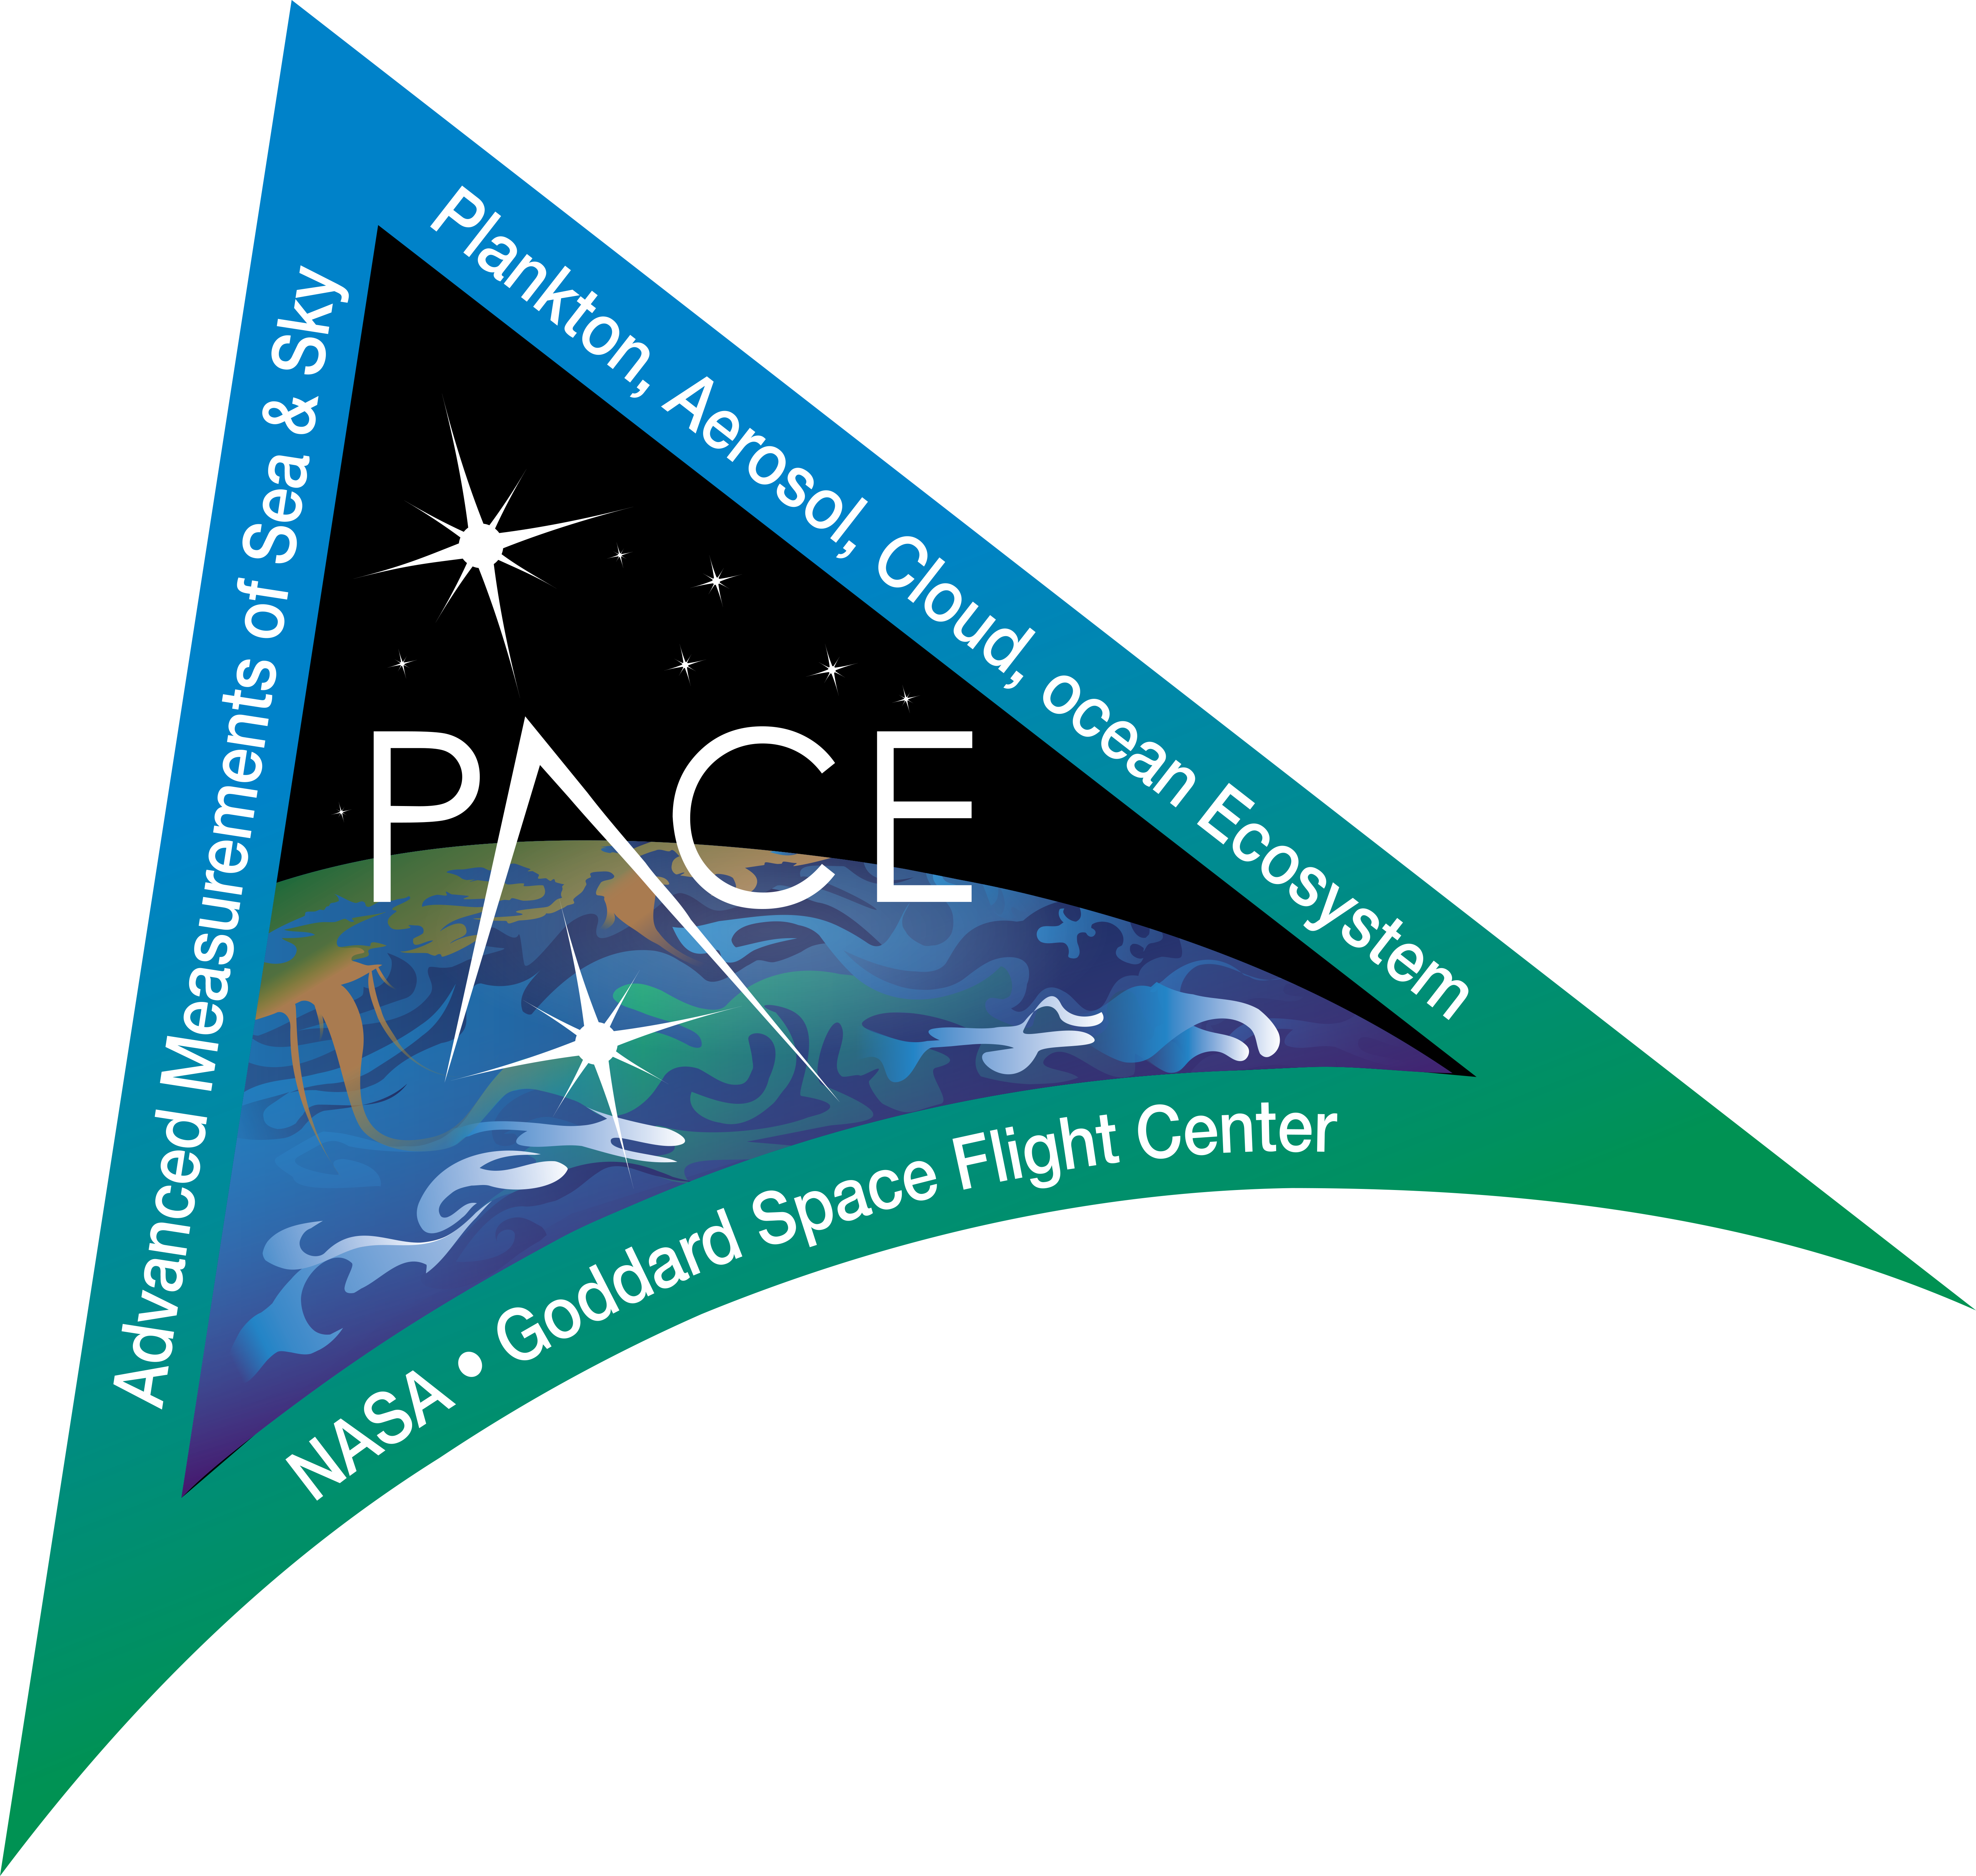 Plankton, Aerosol, Cloud, ocean Ecosystem
Advanced Measurements of Sea & Sky
PACE
NASA • Goddard Space Flight Center